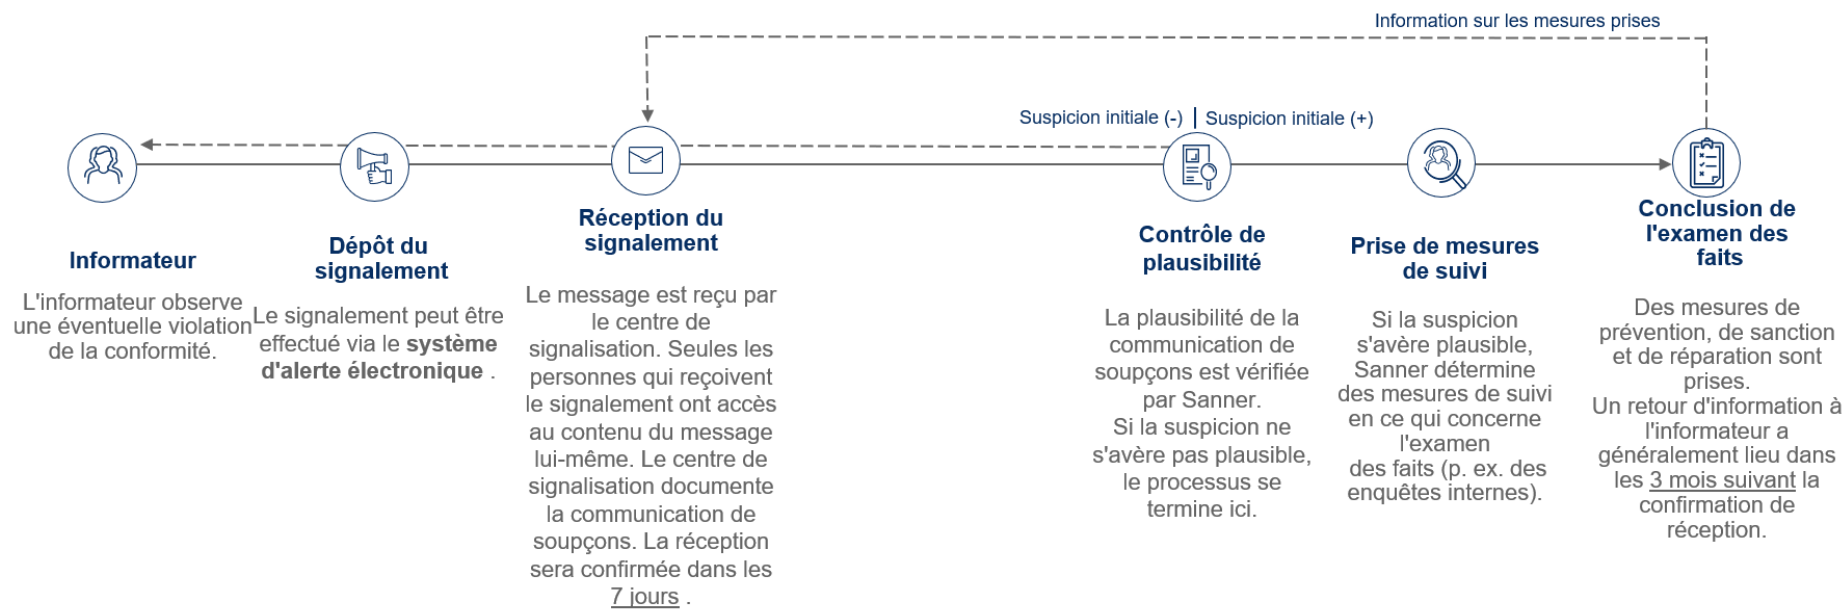 Information sur les mesures prises
Suspicion initiale (-) | Suspicion initiale (+)
Informateur
L'informateur observe
une éventuelle violation
de la conformité.
Dépôt du
signalement
Le signalement peut être
effectué via le système
d'alerte électronique .
Réception du
signalement
Le message est reçu par
le centre de
signalisation. Seules les
personnes qui reçoivent
le signalement ont accès
au contenu du message
lui-même. Le centre de
signalisation documente
la communication de
soupçons. La réception
sera confirmée dans les
7 jours .
Contrôle de
plausibilité
La plausibilité de la
communication de
soupçons est vérifiée
par Sanner.
Si la suspicion ne
s'avère pas plausible,
le processus se
termine ici.
Prise de mesures
de suivi
Si la suspicion
s'avère plausible,
Sanner détermine
des mesures de suivi
en ce qui concerne
l'examen
des faits (p. ex. des
enquêtes internes).
Conclusion de
l'examen des
faits
Des mesures de
prévention, de sanction
et de réparation sont
prises.
Un retour d'information à
l'informateur a
généralement lieu dans
les 3 mois suivant la
confirmation de
réception.